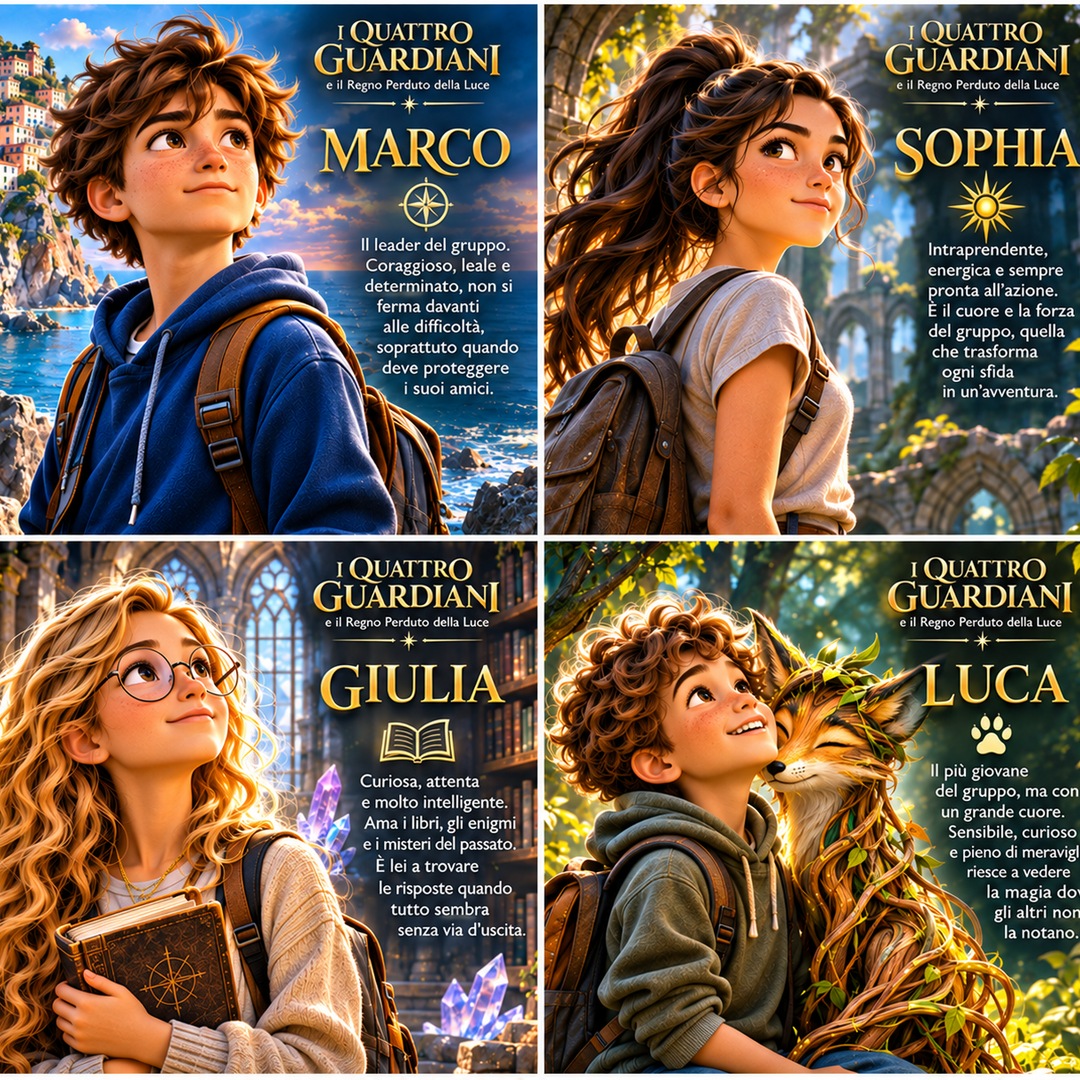 I QUATTRO
GUARDIANI
e il Regno Perduto della Luce
MARCO
Il leader del gruppo.
Coraggioso, leale e
determinato, non si
ferma davanti
alle difficoltà,
soprattuto quando
deve proteggere
i suoi amici.
I QUATTRO
GUARDIANI
e il Regno Perduto della Luce
SOPHIA
Intraprendente,
energica e sempre
pronta all'azione.
È il cuore e la forza
del gruppo, quella
che trasforma
ogni sfida
in un'avventura.
I QUATTRO
GUARDIANI
e il Regno Perduto della Luce
GIULIA
Curiosa, attenta
e molto intelligente.
Ama i libri, gli enigmi
e i misteri del passato.
È lei a trovare
le risposte quando
tutto sembra
senza via d'uscita.
I QUATTRO
GUARDIANI
e il Regno Perduto della Luce
LUCA
Il più giovane
del gruppo, ma con
un grande cuore.
Sensibile, curioso
e pieno di meravigl
riesce a vedere
la magia dov
gli altri non
la notano.